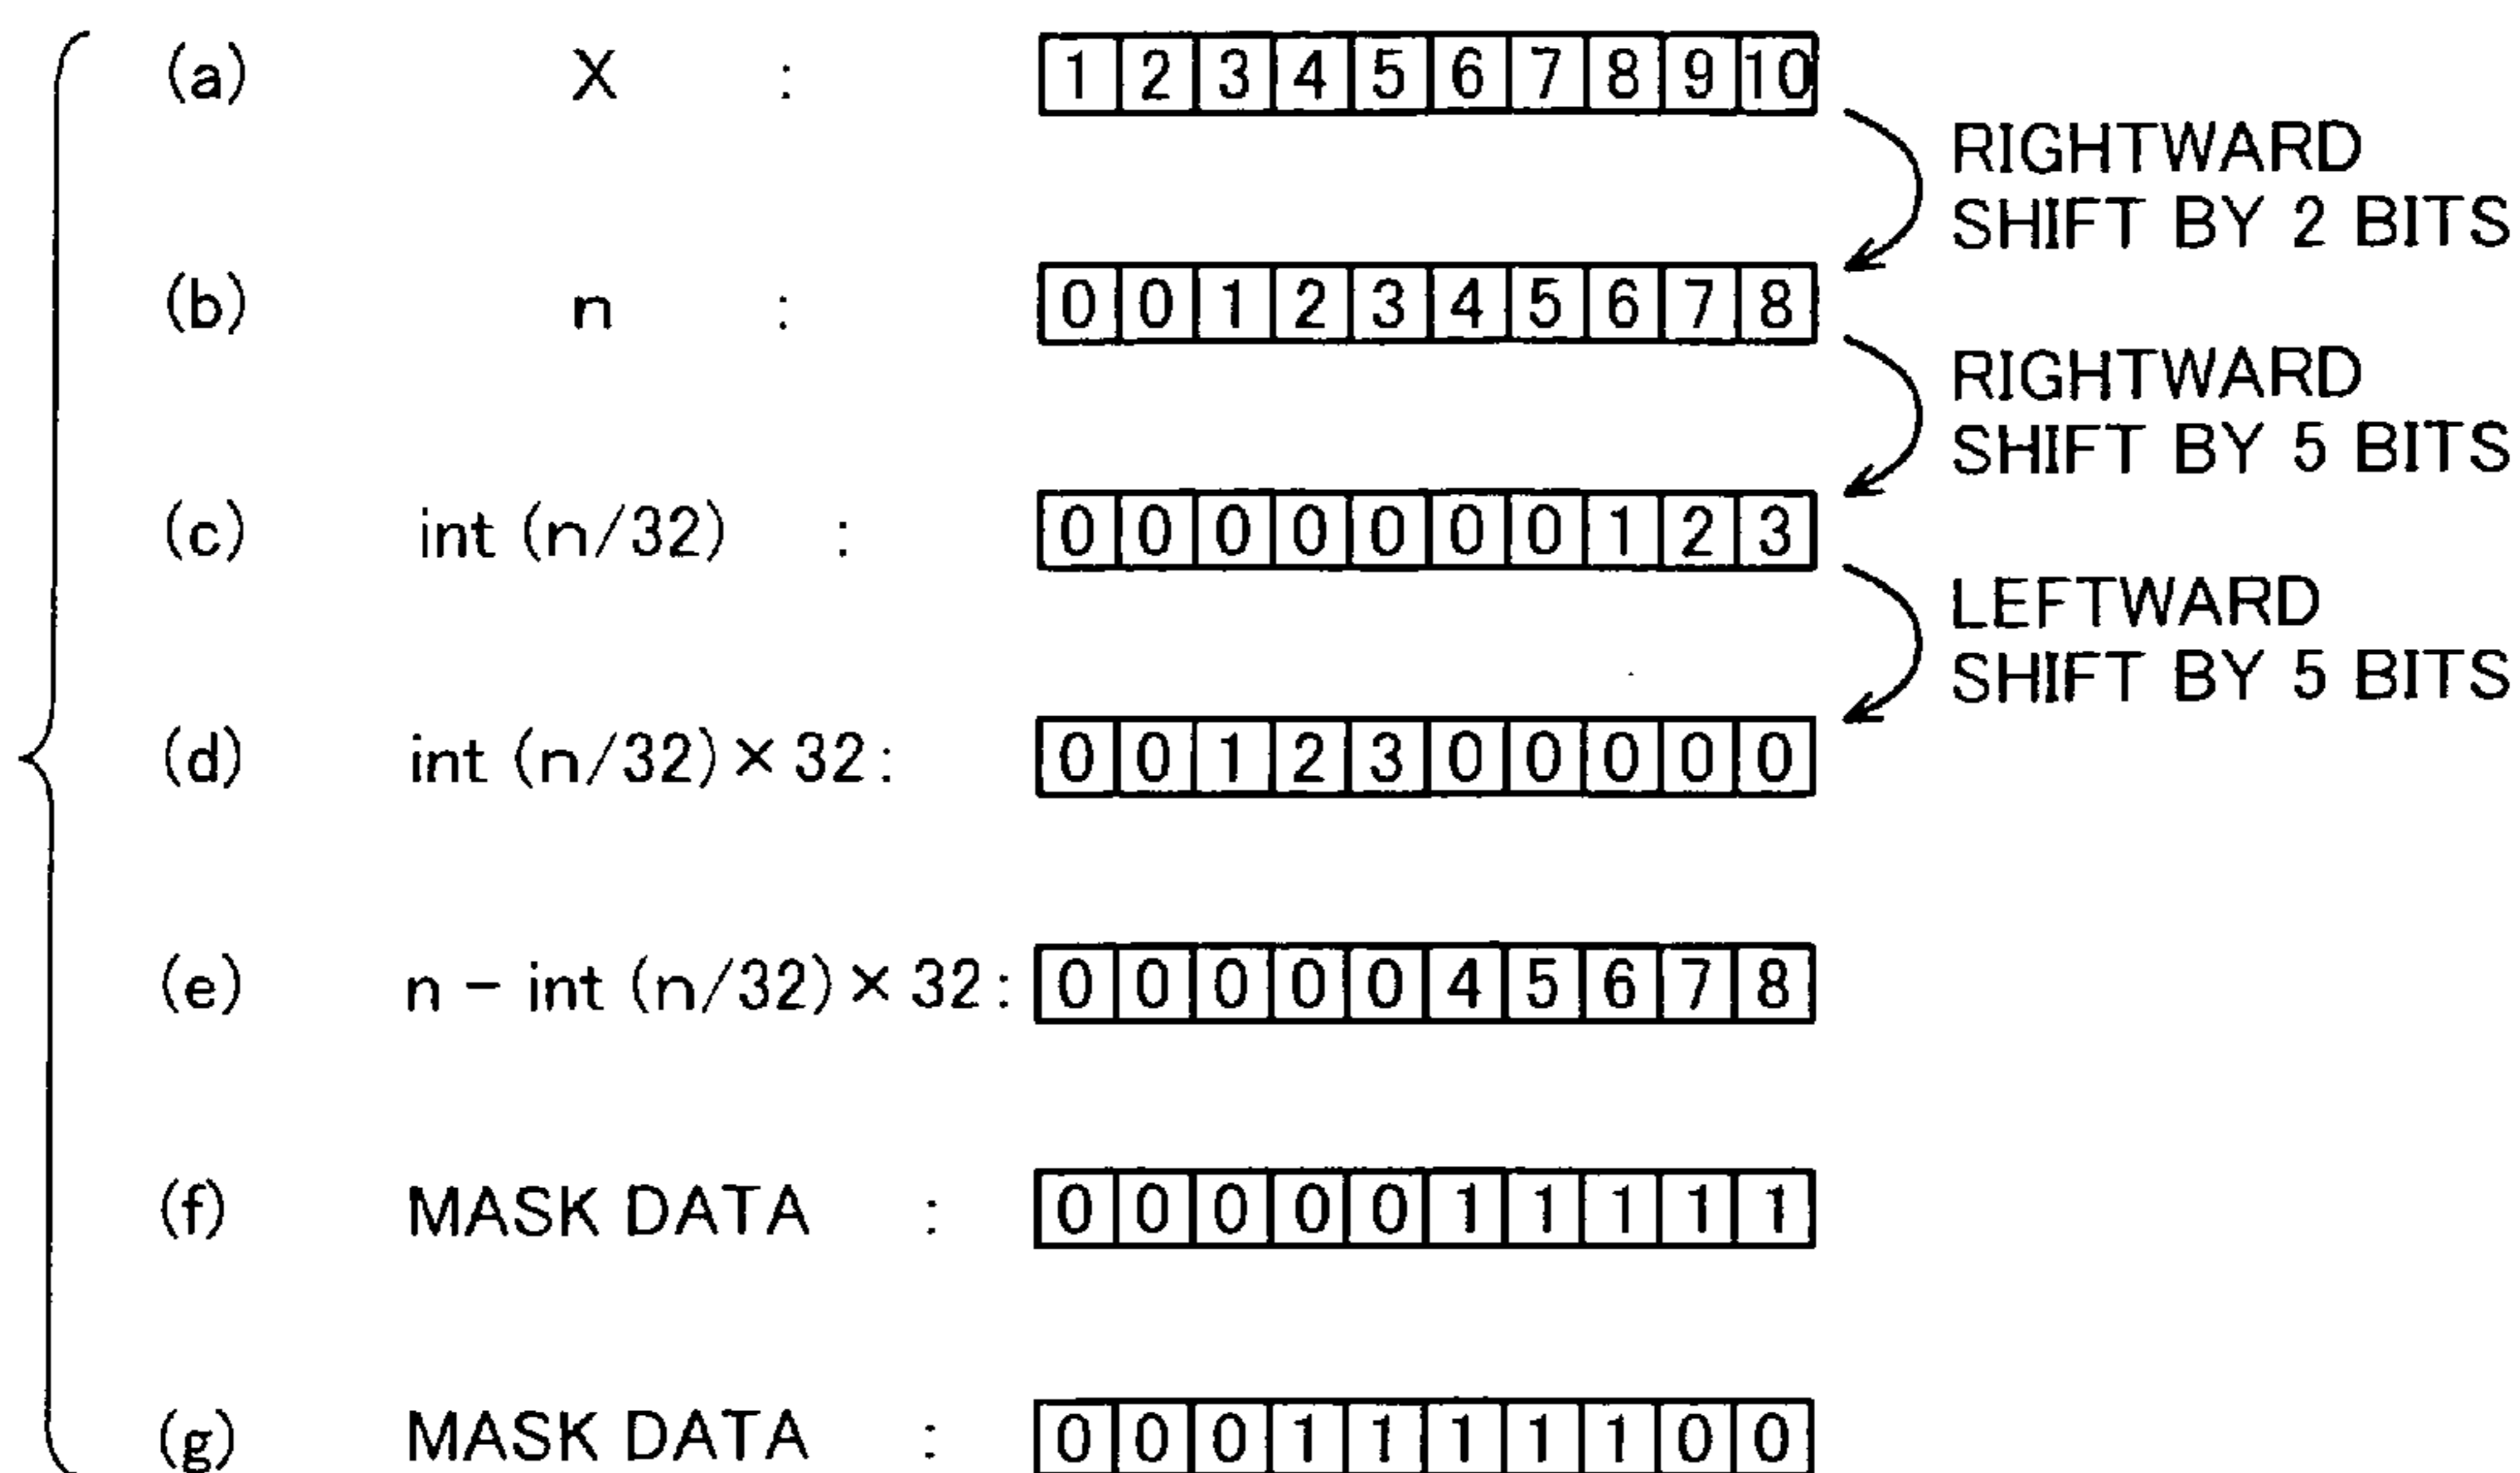 (a) X : 1 2 3 4 5 6 7 8 9 10
RIGHTWARD
SHIFT BY 2 BITS
(b) n : 0 0 1 2 3 4 5 6 7 8
RIGHTWARD
SHIFT BY 5 BITS
(c) int (n/32) : 0 0 0 0 0 0 0 1 2 3
LEFTWARD
SHIFT BY 5 BITS
(d) int (n/32)×32: 0 0 1 2 3 0 0 0 0 0
(e) n − int (n/32)×32: 0 0 0 0 0 4 5 6 7 8
(f) MASK DATA : 0 0 0 0 0 1 1 1 1 1
(g) MASK DATA : 0 0 0 1 1 1 1 1 0 0